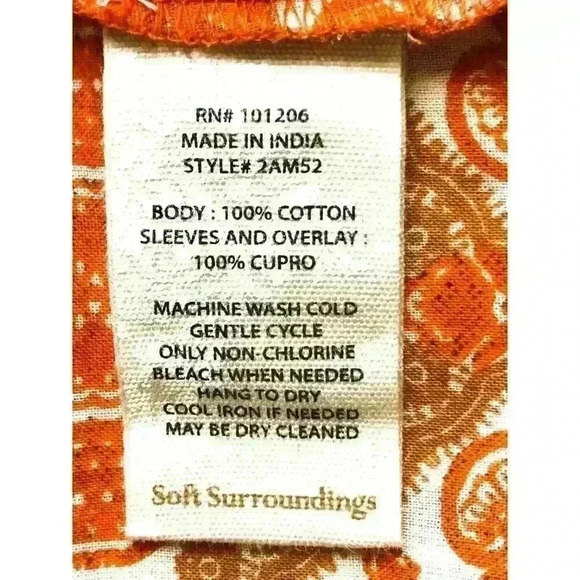 RN# 101206
MADE IN INDIA
STYLE# 2AM52
BODY : 100% COTTON
SLEEVES AND OVERLAY :
100% CUPRO
MACHINE WASH COLD
GENTLE CYCLE
ONLY NON-CHLORINE
BLEACH WHEN NEEDED
HANG TO DRY
COOL IRON IF NEEDED
MAY BE DRY CLEANED
Soft Surroundings